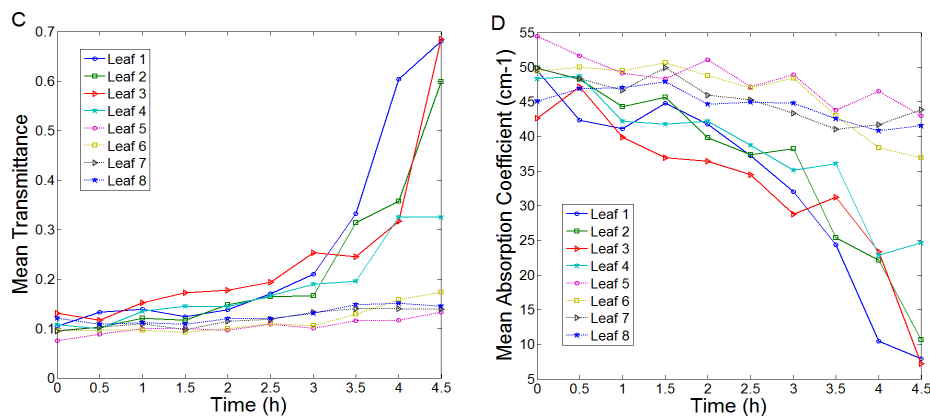 C
Mean Transmittance
0.7
0.6
0.5
0.4
0.3
0.2
0.1
0
Leaf 1
Leaf 2
Leaf 3
Leaf 4
Leaf 5
Leaf 6
Leaf 7
Leaf 8
0 0.5 1 1.5 2 2.5 3 3.5 4 4.5
Time (h)
D
Mean Absorption Coefficient (cm-1)
55
50
45
40
35
30
25
20
15
10
5
Leaf 1
Leaf 2
Leaf 3
Leaf 4
Leaf 5
Leaf 6
Leaf 7
Leaf 8
0 0.5 1 1.5 2 2.5 3 3.5 4 4.5
Time (h)